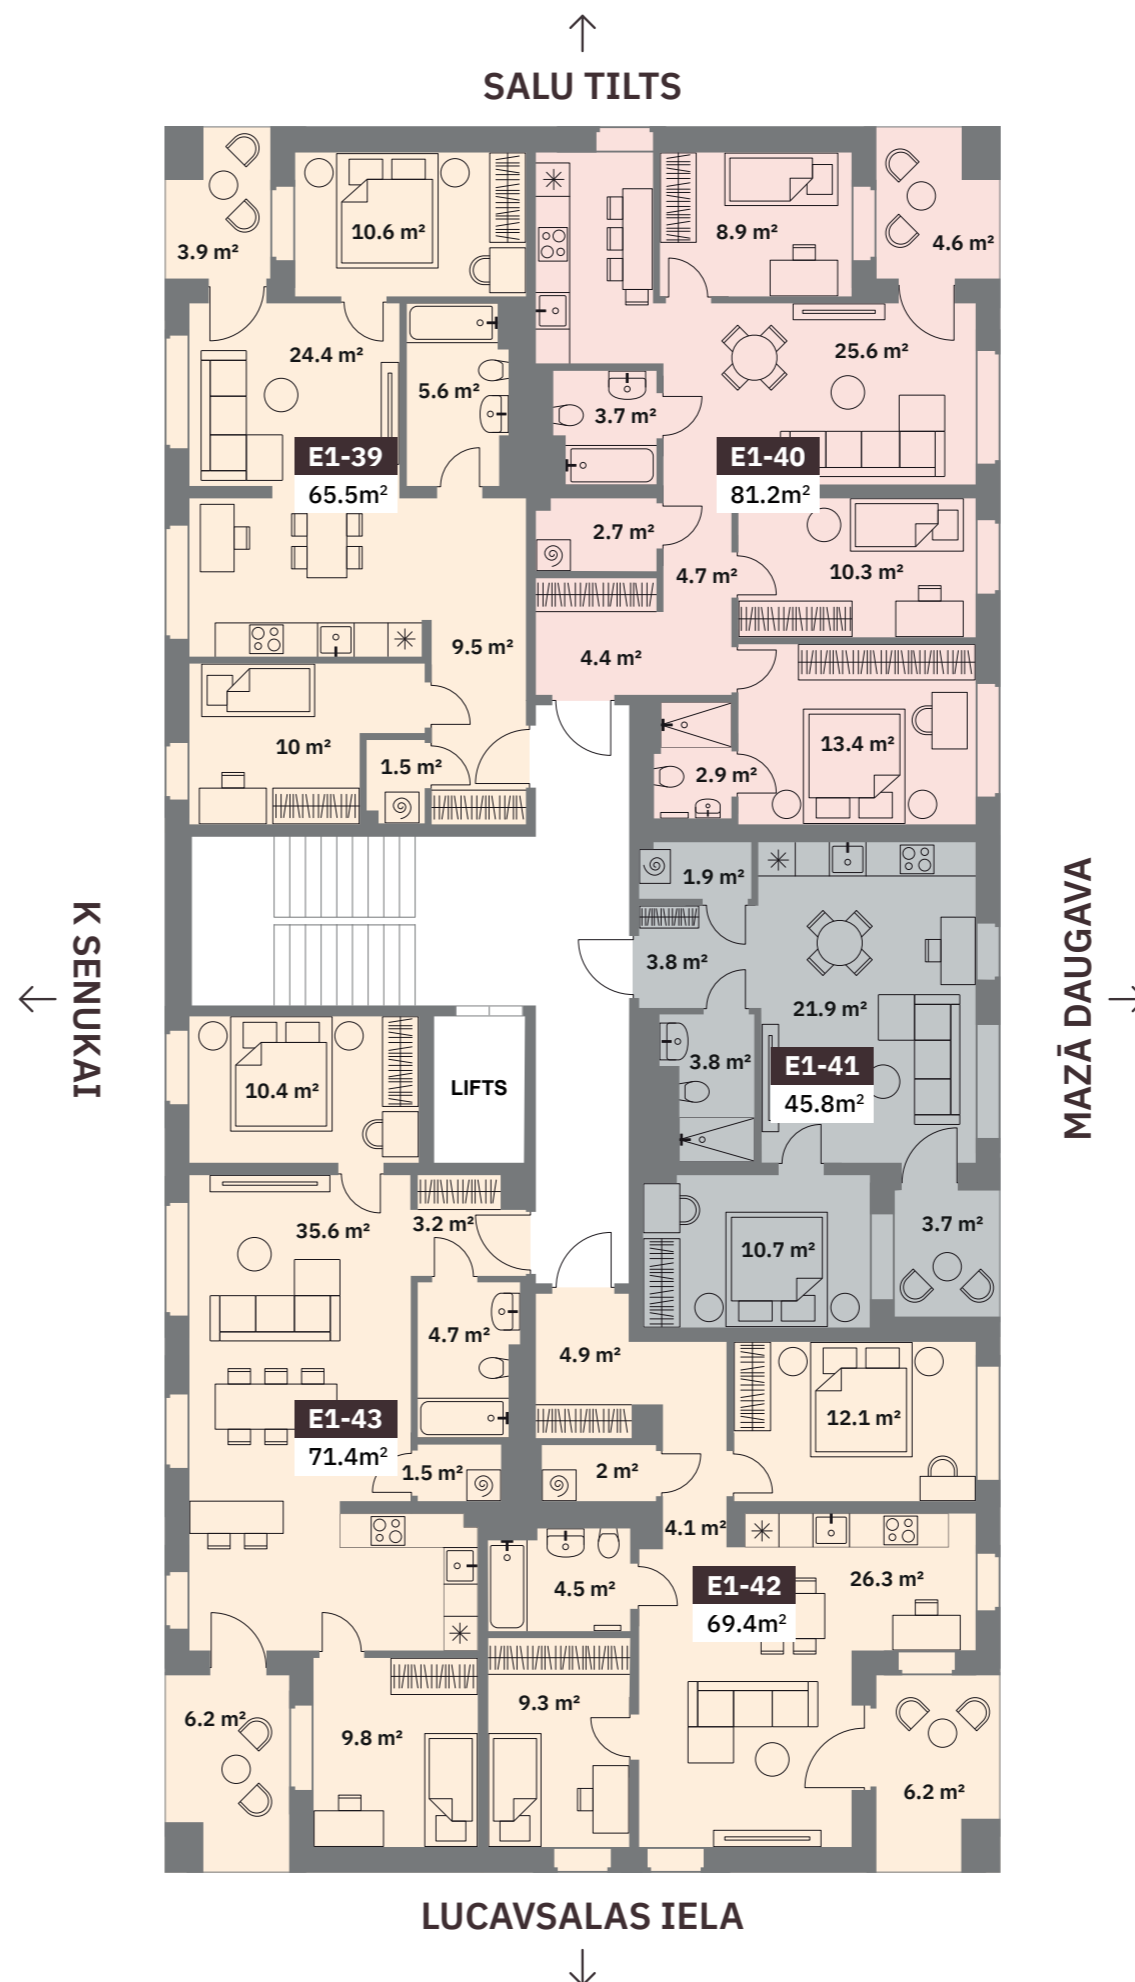 SALU TILTS
3.9 m²
10.6 m²
8.9 m²
4.6 m²
24.4 m²
5.6 m²
25.6 m²
3.7 m²
E1-39
65.5m²
E1-40
81.2m²
2.7 m²
4.7 m²
10.3 m²
9.5 m²
4.4 m²
10 m²
1.5 m²
13.4 m²
2.9 m²
1.9 m²
3.8 m²
21.9 m²
K SENUKAI
MAZĀ DAUGAVA
10.4 m²
LIFTS
3.8 m²
E1-41
45.8m²
35.6 m²
3.2 m²
10.7 m²
3.7 m²
4.7 m²
4.9 m²
E1-43
71.4m²
12.1 m²
1.5 m²
2 m²
4.1 m²
4.5 m²
E1-42
69.4m²
26.3 m²
6.2 m²
9.8 m²
9.3 m²
6.2 m²
LUCAVSALAS IELA